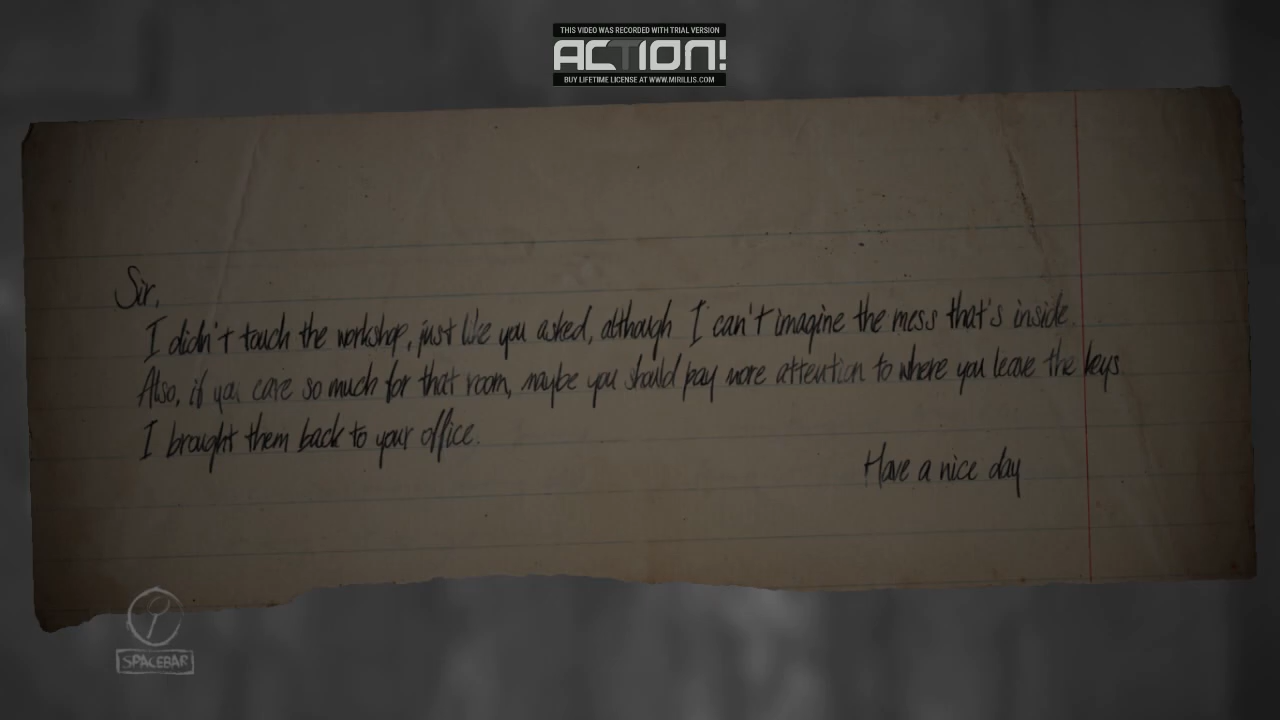 THIS VIDEO WAS RECORDED WITH TRIAL VERSION
ACTION!
BUY LIFETIME LICENSE AT WWW.MIRILLIS.COM
Sir,
I didn't touch the workshop, just like you asked, although I can't imagine the mess that's inside.
Also, if you care so much for that room, maybe you should pay more attention to where you leave the keys.
I brought them back to your office.
Have a nice day
SPACEBAR